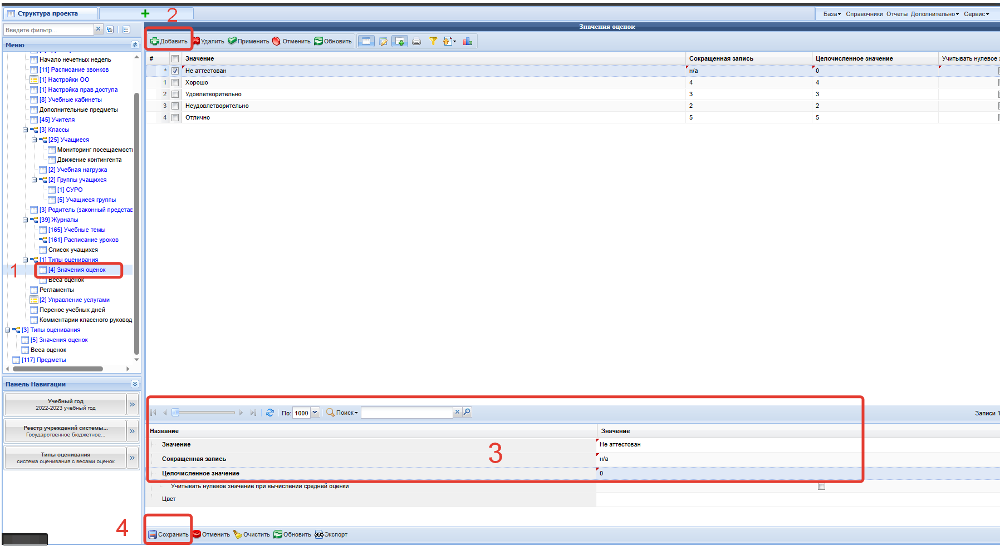 Структура проекта
2
База
Справочники
Отчеты
Дополнительно
Сервис
Введите фильтр...
Значения оценок
Меню
Добавить
Удалить
Применить
Отменить
Обновить
Начало нечетных недель
[11] Расписание звонков
[1] Настройки ОО
[1] Настройка прав доступа
[8] Учебные кабинеты
Дополнительные предметы
[45] Учителя
[3] Классы
[25] Учащиеся
Мониторинг посещаемост
Движение контингента
[2] Учебная нагрузка
[2] Группы учащихся
[1] СУРО
[5] Учащиеся группы
[3] Родитель (законный представ
[39] Журналы
[165] Учебные темы
[161] Расписание уроков
Список учащихся
[1] Типы оценивания
1
[4] Значения оценок
Веса оценок
Регламенты
[2] Управление услугами
Перенос учебных дней
Комментарии классного руковод
[3] Типы оценивания
[5] Значения оценок
Веса оценок
[117] Предметы
# Значение Сокращенная запись Целочисленное значение Учитывать нулевое
* Не аттестован н/а 0
1 Хорошо 4 4
2 Удовлетворительно 3 3
3 Неудовлетворительно 2 2
4 Отлично 5 5
Панель Навигации
Учебный год
2022-2023 учебный год
Реестр учреждений системы...
Государственное бюджетное...
Типы оценивания
система оценивания с весами оценок
По: 1000 Поиск Записи 1
Название Значение
Значение Не аттестован
3
Сокращенная запись н/а
Целочисленное значение 0
Учитывать нулевое значение при вычислении средней оценки
Цвет
4
Сохранить
Отменить
Очистить
Обновить
CSV Экспорт